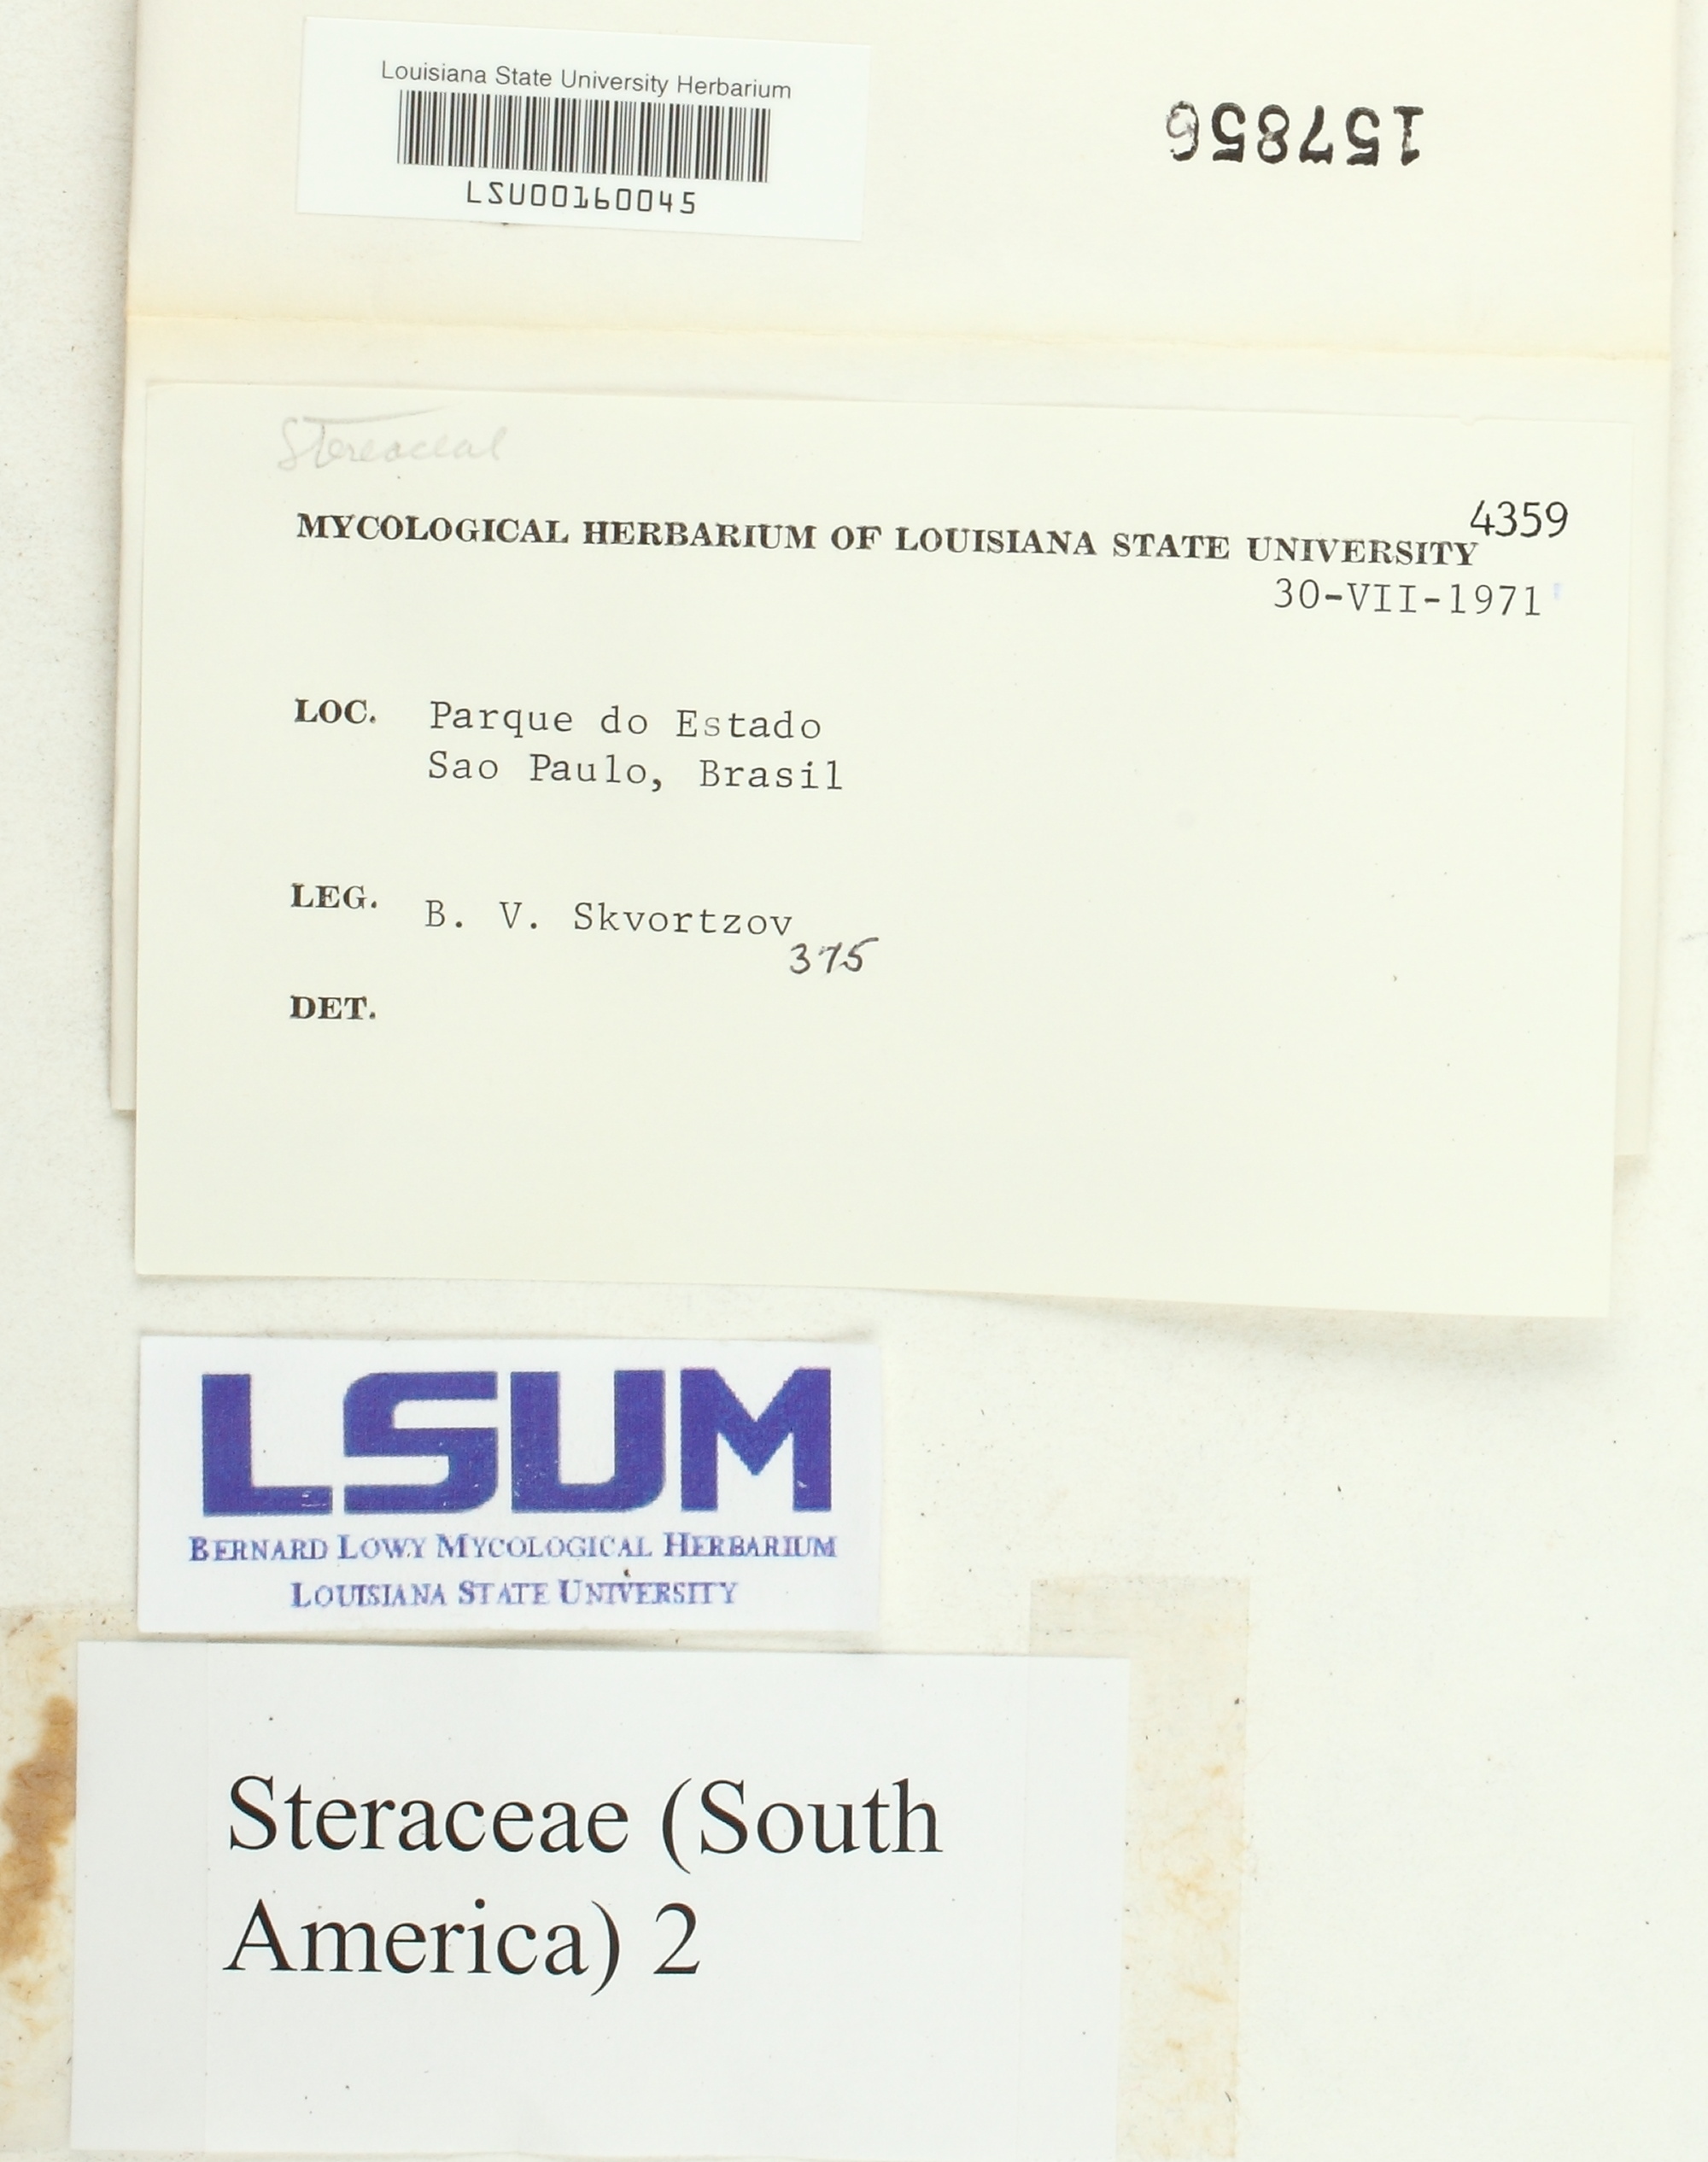 Louisiana State University Herbarium
LSU00160045
157856
Stereaceae
4359
MYCOLOGICAL HERBARIUM OF LOUISIANA STATE UNIVERSITY
30-VII-1971
LOC. Parque do Estado
Sao Paulo, Brasil
LEG. B. V. Skvortzov
375
DET.
LSUM
BERNARD LOWY MYCOLOGICAL HERBARIUM
LOUISIANA STATE UNIVERSITY
Steraceae (South
America) 2